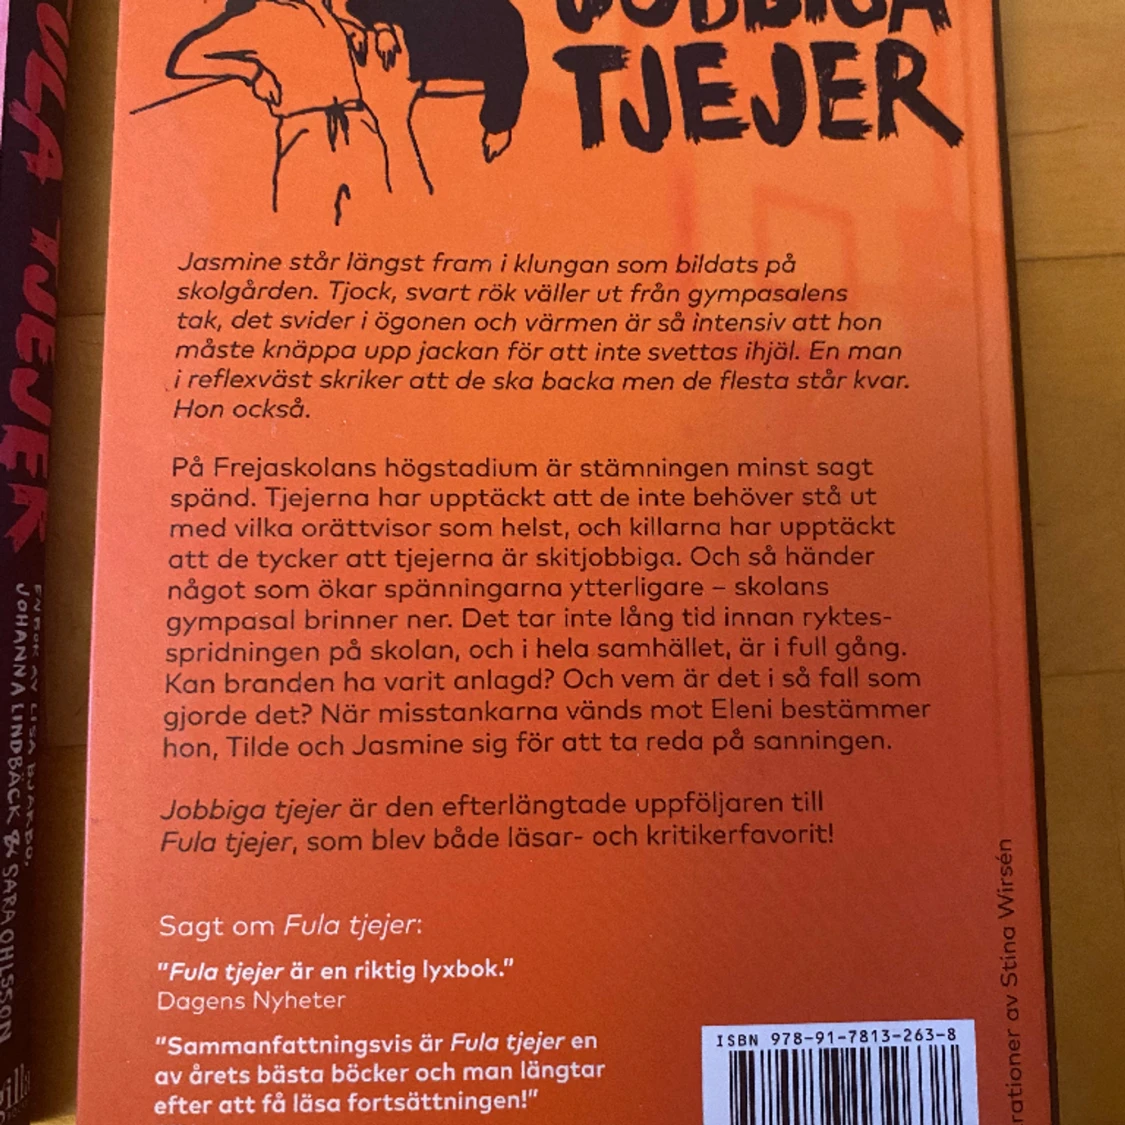 JOBBIGA
TJEJER
Jasmine står längst fram i klungan som bildats på
skolgården. Tjock, svart rök väller ut från gympasalens
tak, det svider i ögonen och värmen är så intensiv att hon
måste knäppa upp jackan för att inte svettas ihjäl. En man
i reflexväst skriker att de ska backa men de flesta står kvar.
Hon också.
På Frejaskolans högstadium är stämningen minst sagt
spänd. Tjejerna har upptäckt att de inte behöver stå ut
med vilka orättvisor som helst, och killarna har upptäckt
att de tycker att tjejerna är skitjobbiga. Och så händer
något som ökar spänningarna ytterligare – skolans
gympasal brinner ner. Det tar inte lång tid innan ryktes-
spridningen på skolan, och i hela samhället, är i full gång.
Kan branden ha varit anlagd? Och vem är det i så fall som
gjorde det? När misstankarna vänds mot Eleni bestämmer
hon, Tilde och Jasmine sig för att ta reda på sanningen.
Jobbiga tjejer är den efterlängtade uppföljaren till
Fula tjejer, som blev både läsar- och kritikerfavorit!
Sagt om Fula tjejer:
"Fula tjejer är en riktig lyxbok."
Dagens Nyheter
"Sammanfattningsvis är Fula tjejer en
av årets bästa böcker och man längtar
efter att få läsa fortsättningen!"
ISBN 978-91-7813-263-8
rationer av Stina Wirsén
ULA TJEJER
EN BOK AV LISA BJÄRBO,
JOHANNA LINDBÄCK & SARA OHLSSON